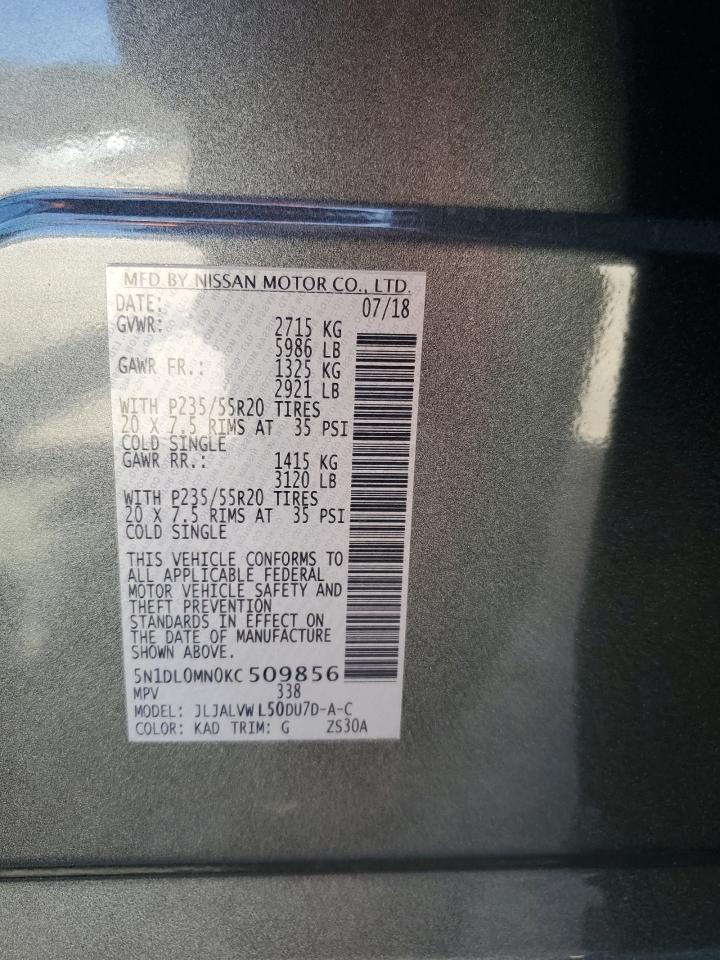 MFD BY NISSAN MOTOR CO., LTD.
DATE: 07/18
GVWR: 2715 KG
5986 LB
GAWR FR.: 1325 KG
2921 LB
WITH P235/55R20 TIRES
20 X 7.5 RIMS AT 35 PSI
COLD SINGLE
GAWR RR.: 1415 KG
3120 LB
WITH P235/55R20 TIRES
20 X 7.5 RIMS AT 35 PSI
COLD SINGLE
THIS VEHICLE CONFORMS TO
ALL APPLICABLE FEDERAL
MOTOR VEHICLE SAFETY AND
THEFT PREVENTION
STANDARDS IN EFFECT ON
THE DATE OF MANUFACTURE
SHOWN ABOVE.
5N1DL0MN0KC509856
MPV 338
MODEL: JLJALVWL50DU7D-A-C
COLOR: KAD TRIM: G ZS30A